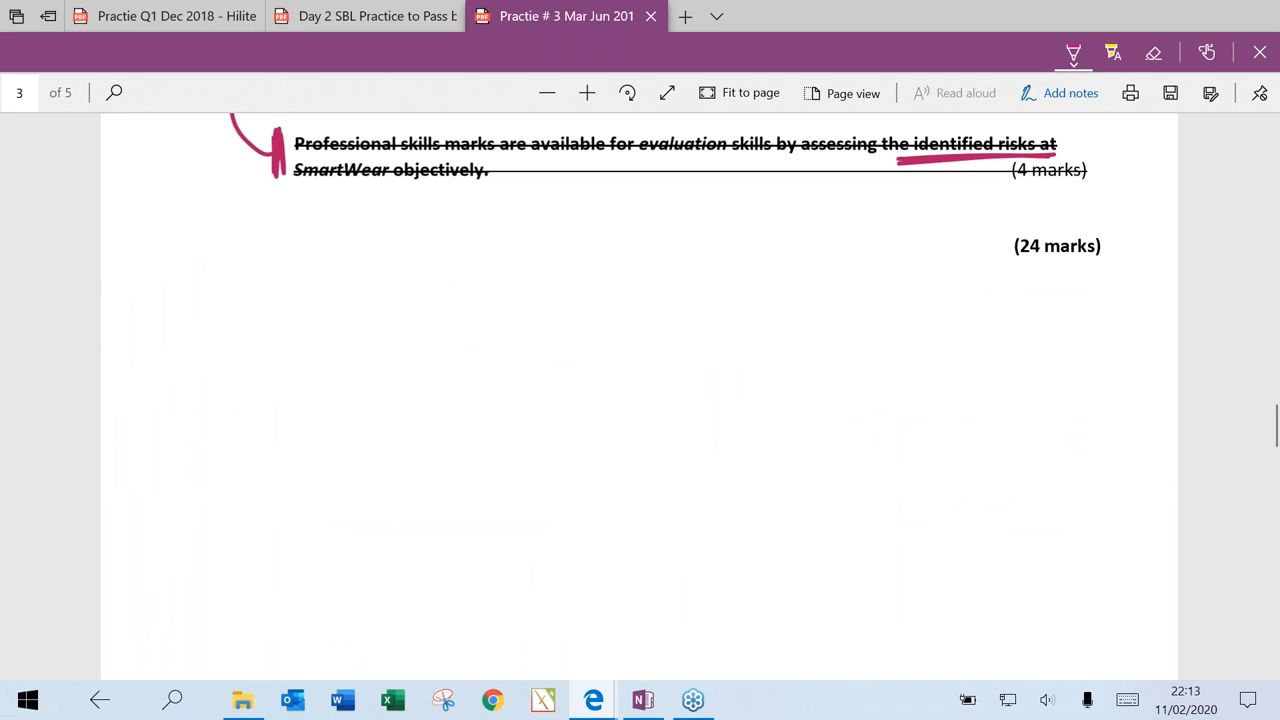 Practie Q1 Dec 2018 - Hilite
Day 2 SBL Practice to Pass b
Practie # 3 Mar Jun 201
3 of 5
Fit to page
Page view
Read aloud
Add notes
Professional skills marks are available for evaluation skills by assessing the identified risks at
SmartWear objectively. (4 marks)
(24 marks)
22:13
11/02/2020